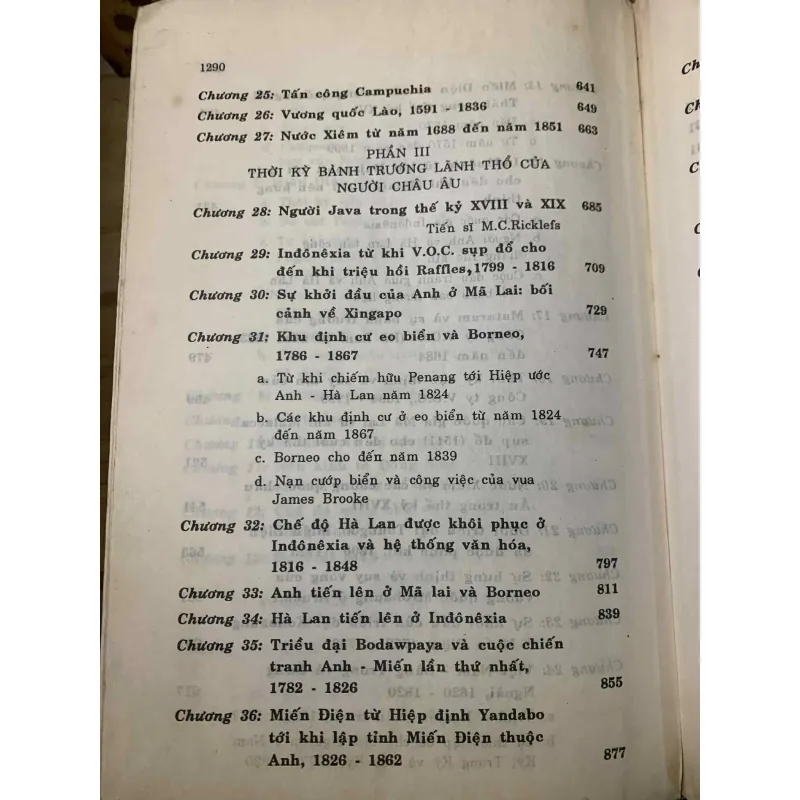 1290
Chương 25: Tấn công Campuchia 641
Chương 26: Vương quốc Lào, 1591 - 1836 649
Chương 27: Nước Xiêm từ năm 1688 đến năm 1851 663
PHẦN III
THỜI KỲ BÀNH TRƯỚNG LÃNH THỔ CỦA
NGƯỜI CHÂU ÂU
Chương 28: Người Java trong thế kỷ XVIII và XIX 685
Tiến sĩ M.C.Ricklefs
Chương 29: Inđônêxia từ khi V.O.C. sụp đổ cho
đến khi triệu hồi Raffles,1799 - 1816 709
Chương 30: Sự khởi đầu của Anh ở Mã Lai: bối
cảnh về Xingapo 729
Chương 31: Khu định cư eo biển và Borneo,
1786 - 1867 747
a. Từ khi chiếm hữu Penang tới Hiệp ước
Anh - Hà Lan năm 1824
b. Các khu định cư ở eo biển từ năm 1824
đến năm 1867
c. Borneo cho đến năm 1839
d. Nạn cướp biển và công việc của vua
James Brooke
Chương 32: Chế độ Hà Lan được khôi phục ở
Inđônêxia và hệ thống văn hóa,
1816 - 1848 797
Chương 33: Anh tiến lên ở Mã lai và Borneo 811
Chương 34: Hà Lan tiến lên ở Inđônêxia 839
Chương 35: Triều đại Bodawpaya và cuộc chiến
tranh Anh - Miến lần thứ nhất,
1782 - 1826 855
Chương 36: Miến Điện từ Hiệp định Yandabo
tới khi lập tỉnh Miến Điện thuộc
Anh, 1826 - 1862 877